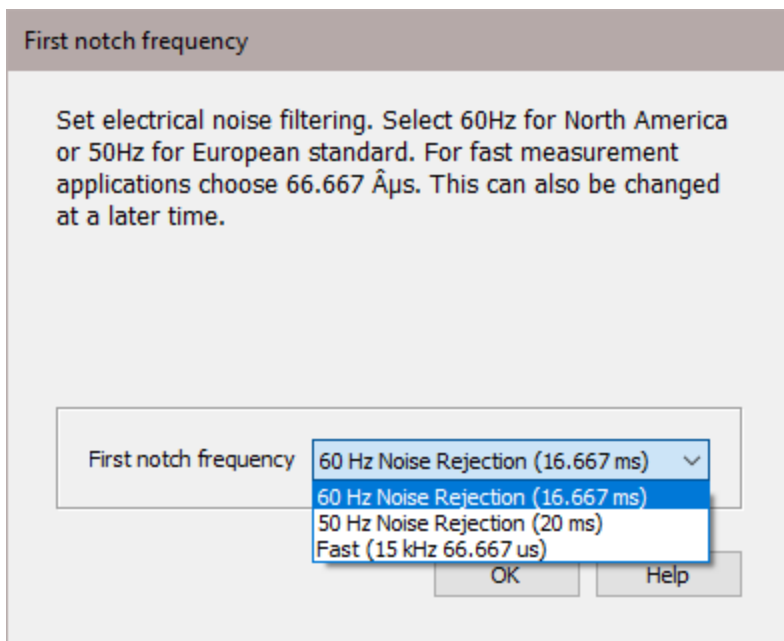 First notch frequency
Set electrical noise filtering. Select 60Hz for North America
or 50Hz for European standard. For fast measurement
applications choose 66.667 Âµs. This can also be changed
at a later time.
First notch frequency 60 Hz Noise Rejection (16.667 ms)
60 Hz Noise Rejection (16.667 ms)
50 Hz Noise Rejection (20 ms)
Fast (15 kHz 66.667 us)
OK Help